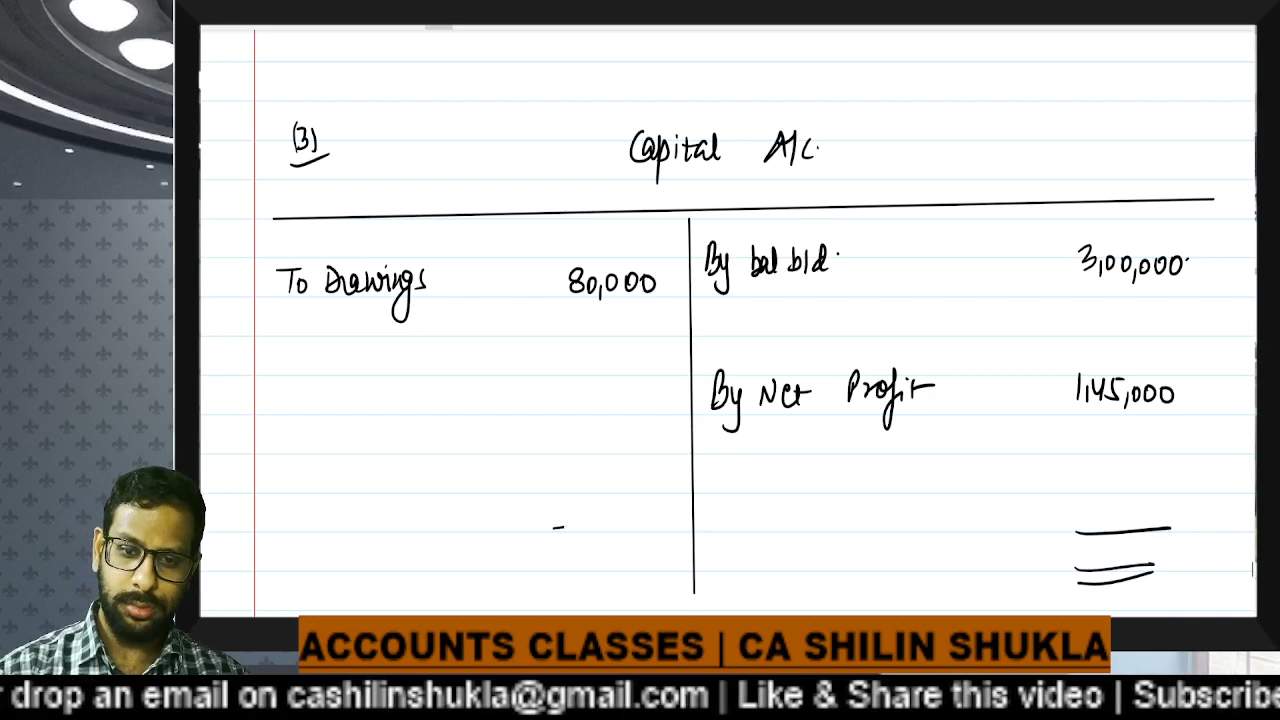 (3) Capital A/c.
To Drawings 80,000 By bal b/d. 3,00,000.
By Net Profit 1,45,000
ACCOUNTS CLASSES | CA SHILIN SHUKLA
drop an email on cashilinshukla@gmail.com | Like & Share this video | Subscribe